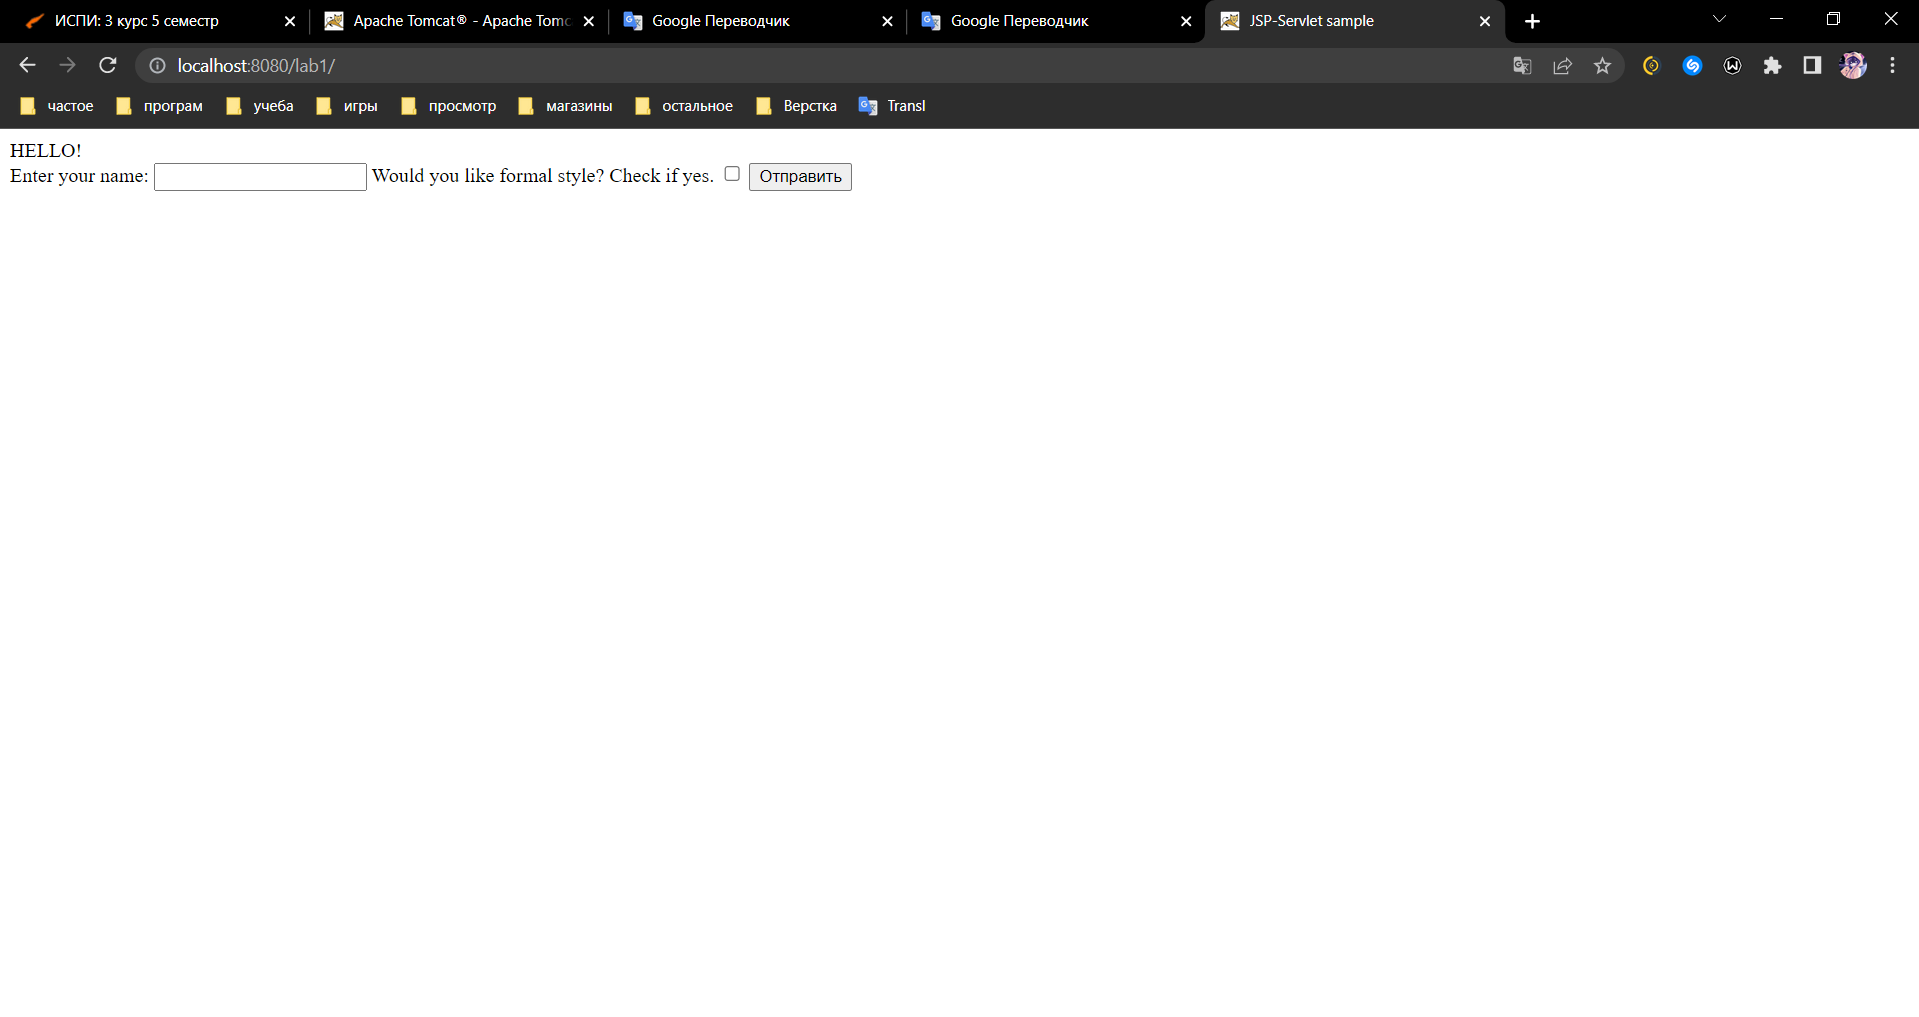 ИСПИ: 3 курс 5 семестр
Apache Tomcat® - Apache Tomc
Google Переводчик
Google Переводчик
JSP-Servlet sample
localhost:8080/lab1/
частое
програм
учеба
игры
просмотр
магазины
остальное
Верстка
Transl
HELLO!
Enter your name: Would you like formal style? Check if yes. Отправить